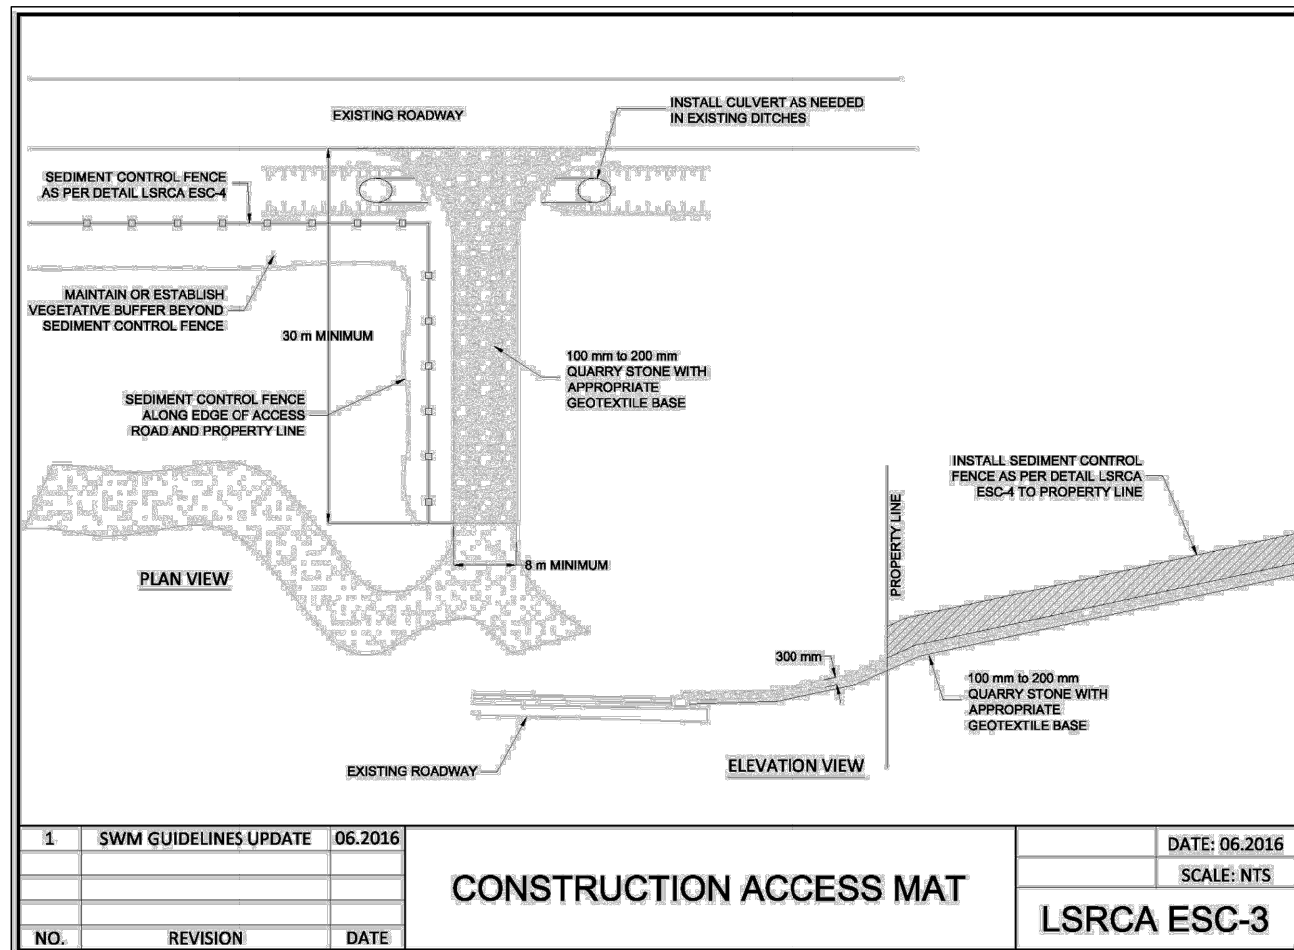 EXISTING ROADWAY
INSTALL CULVERT AS NEEDED
IN EXISTING DITCHES
SEDIMENT CONTROL FENCE
AS PER DETAIL LSRCA ESC-4
MAINTAIN OR ESTABLISH
VEGETATIVE BUFFER BEYOND
SEDIMENT CONTROL FENCE
30 m MINIMUM
100 mm to 200 mm
QUARRY STONE WITH
APPROPRIATE
GEOTEXTILE BASE
SEDIMENT CONTROL FENCE
ALONG EDGE OF ACCESS
ROAD AND PROPERTY LINE
PLAN VIEW
8 m MINIMUM
INSTALL SEDIMENT CONTROL
FENCE AS PER DETAIL LSRCA
ESC-4 TO PROPERTY LINE
PROPERTY LINE
300 mm
100 mm to 200 mm
QUARRY STONE WITH
APPROPRIATE
GEOTEXTILE BASE
EXISTING ROADWAY
ELEVATION VIEW
1 SWM GUIDELINES UPDATE 06.2016
NO. REVISION DATE
CONSTRUCTION ACCESS MAT
DATE: 06.2016
SCALE: NTS
LSRCA ESC-3